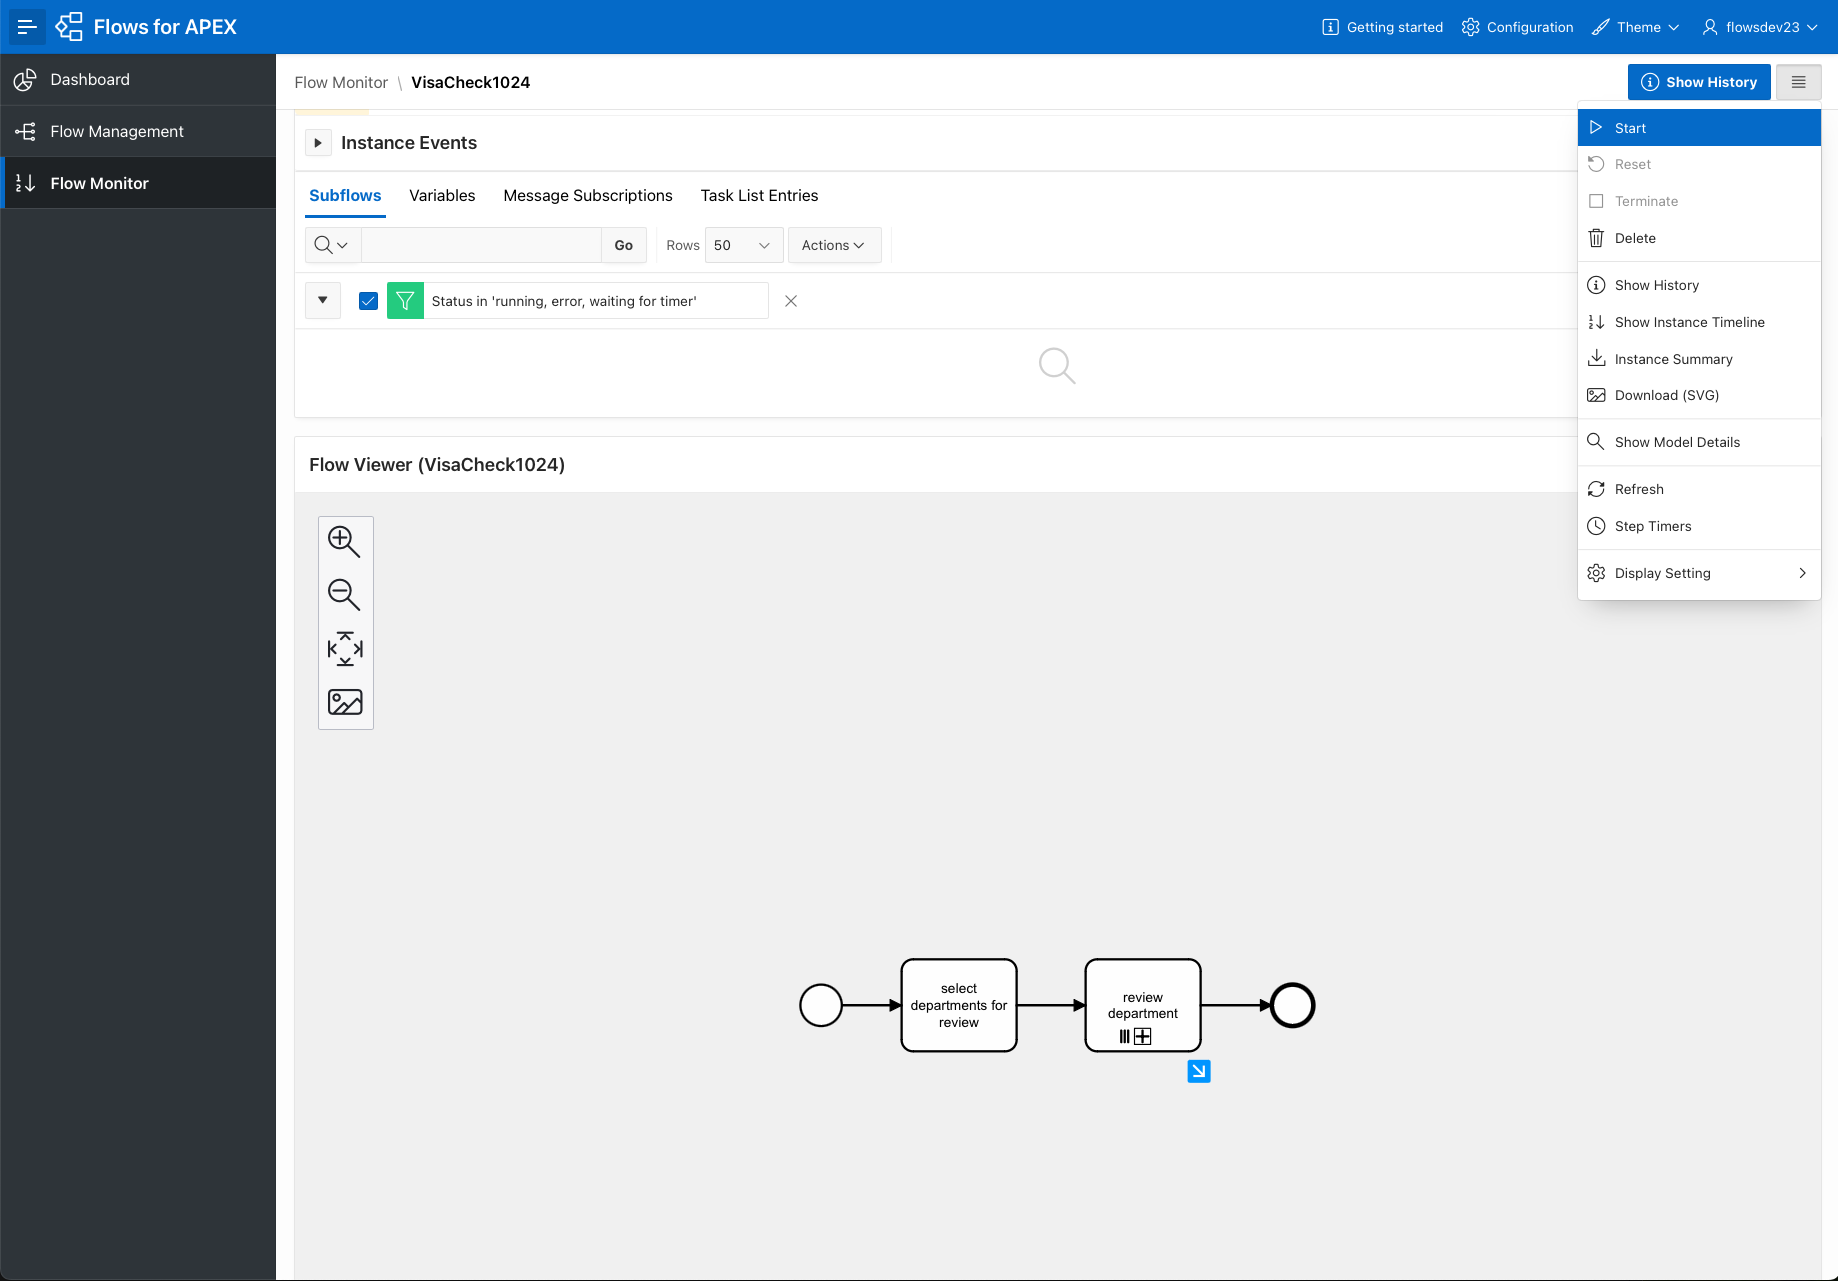 Flows for APEX
Getting started
Configuration
Theme
flowsdev23
Dashboard
Flow Management
Flow Monitor
Flow Monitor \ VisaCheck1024
Show History
Instance Events
Subflows
Variables
Message Subscriptions
Task List Entries
Go
Rows
50
Actions
Status in 'running, error, waiting for timer'
Start
Reset
Terminate
Delete
Show History
Show Instance Timeline
Instance Summary
Download (SVG)
Show Model Details
Refresh
Step Timers
Display Setting
Flow Viewer (VisaCheck1024)
select
departments for
review
review
department